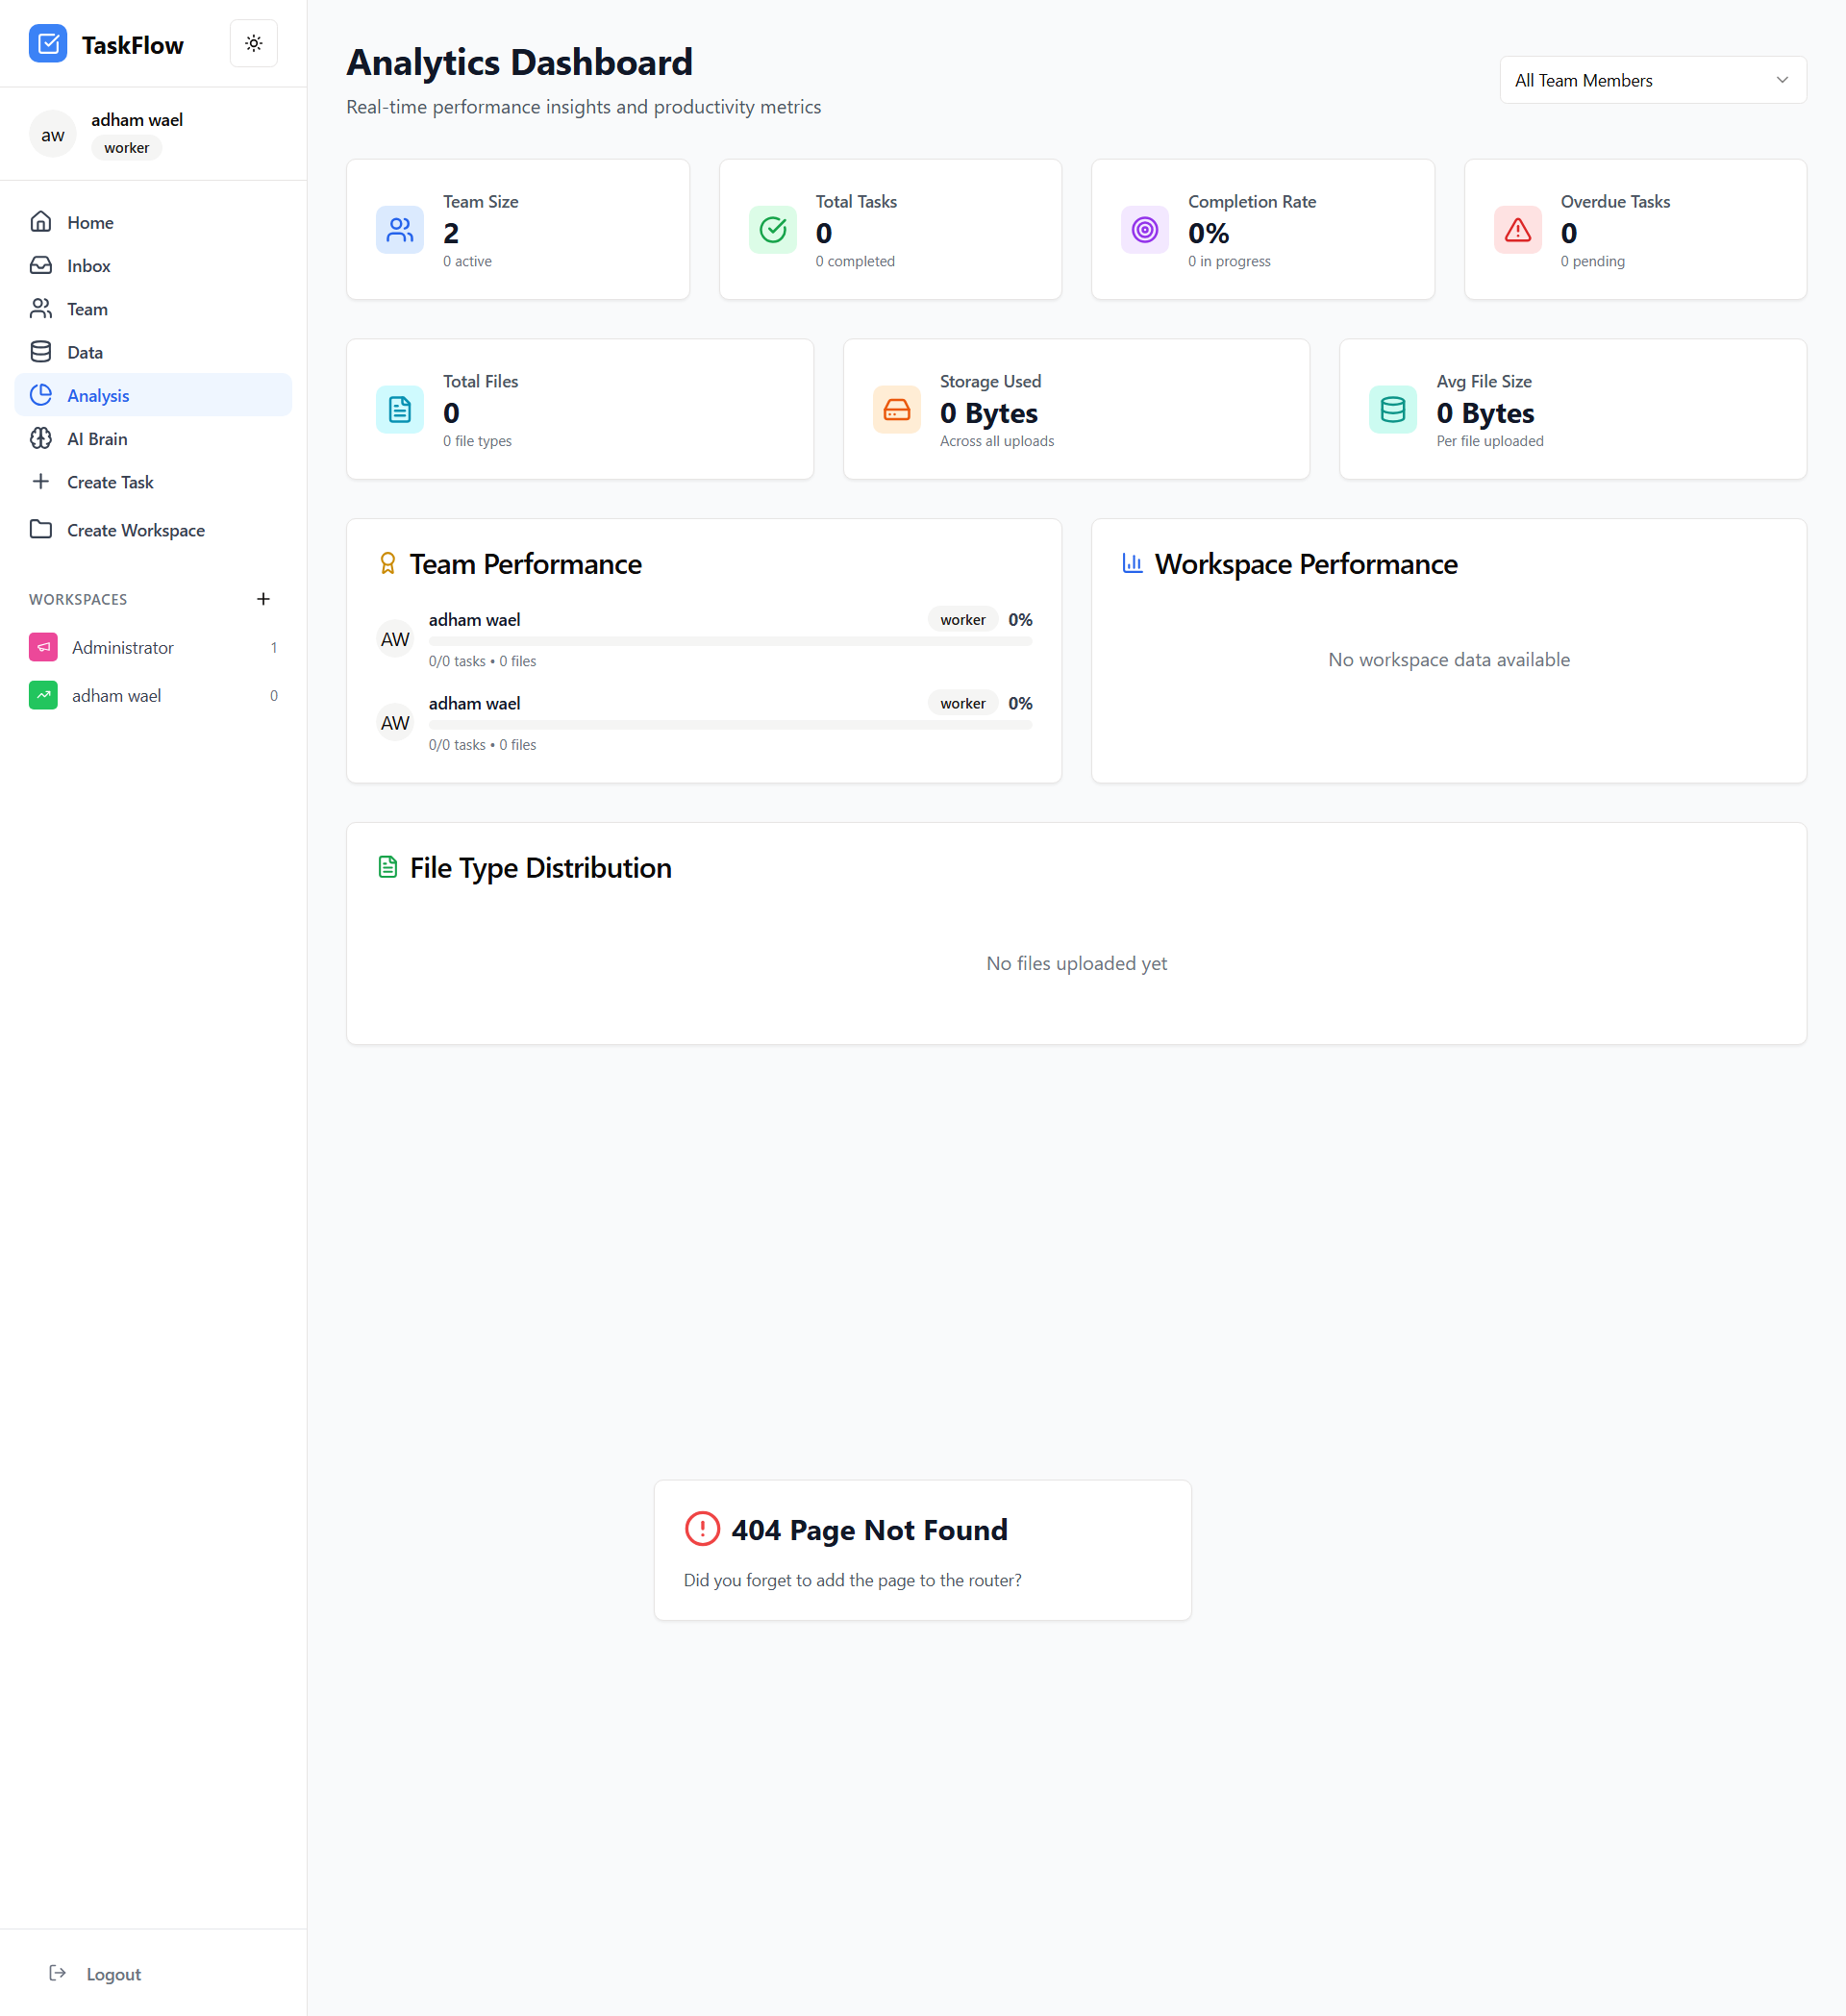 TaskFlow
aw
adham wael
worker
Home
Inbox
Team
Data
Analysis
AI Brain
Create Task
Create Workspace
WORKSPACES
Administrator 1
adham wael 0
Logout
Analytics Dashboard
Real-time performance insights and productivity metrics
All Team Members
Team Size
2
0 active
Total Tasks
0
0 completed
Completion Rate
0%
0 in progress
Overdue Tasks
0
0 pending
Total Files
0
0 file types
Storage Used
0 Bytes
Across all uploads
Avg File Size
0 Bytes
Per file uploaded
Team Performance
AW
adham wael worker 0%
0/0 tasks • 0 files
AW
adham wael worker 0%
0/0 tasks • 0 files
Workspace Performance
No workspace data available
File Type Distribution
No files uploaded yet
404 Page Not Found
Did you forget to add the page to the router?